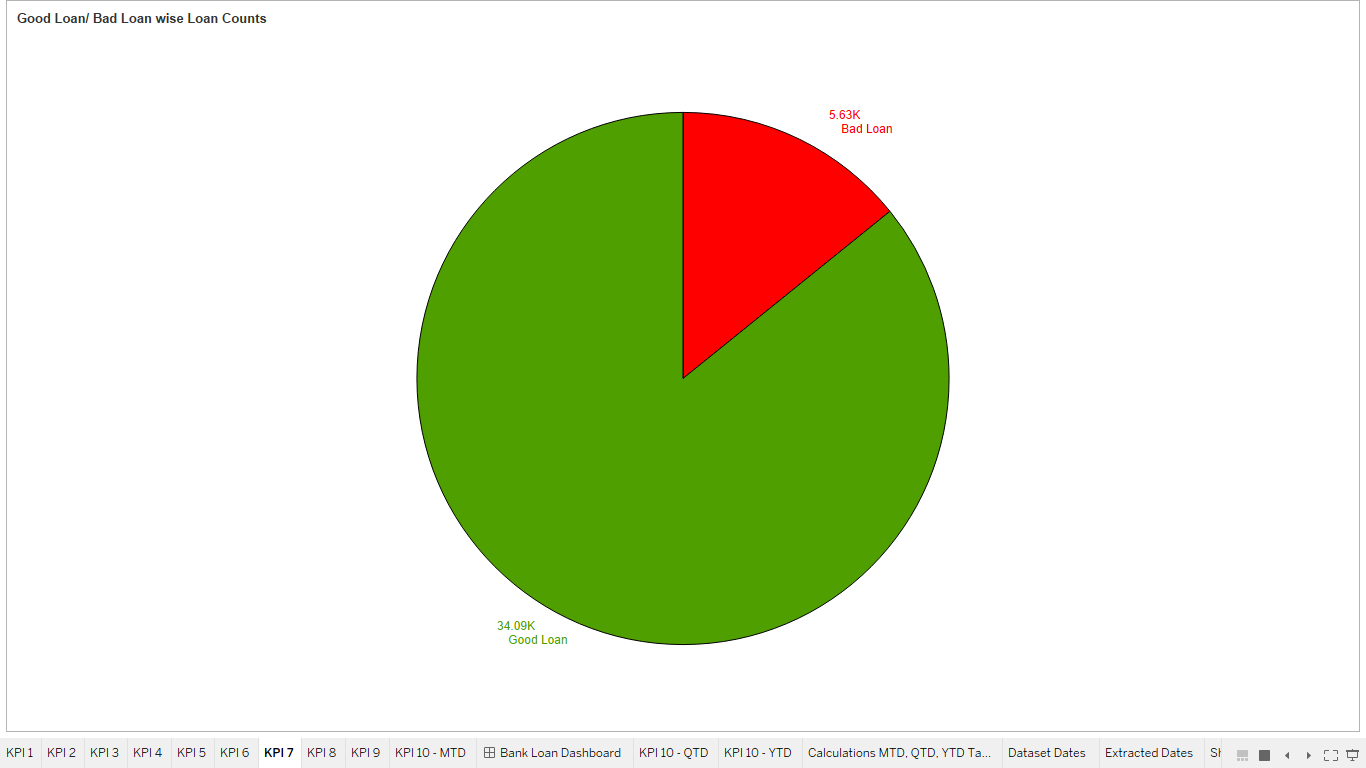 Good Loan/ Bad Loan wise Loan Counts
5.63K
Bad Loan
34.09K
Good Loan
KPI 1 KPI 2 KPI 3 KPI 4 KPI 5 KPI 6 KPI 7 KPI 8 KPI 9 KPI 10 - MTD Bank Loan Dashboard KPI 10 - QTD KPI 10 - YTD Calculations MTD, QTD, YTD Ta... Dataset Dates Extracted Dates